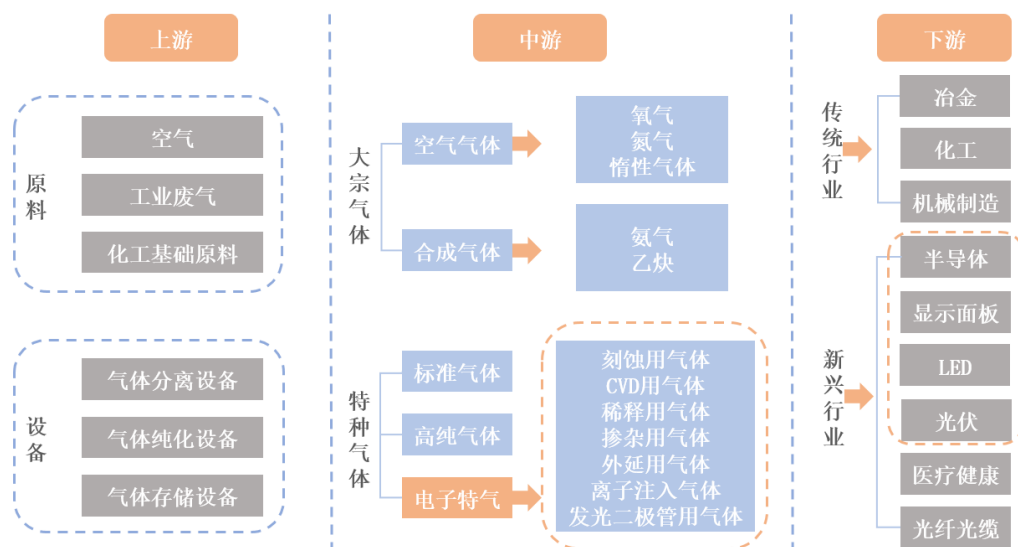 上游
中游
下游
原料
空气
工业废气
化工基础原料
设备
气体分离设备
气体纯化设备
气体存储设备
大宗气体
空气气体
氧气
氮气
惰性气体
合成气体
氨气
乙炔
特种气体
标准气体
高纯气体
电子特气
刻蚀用气体
CVD用气体
稀释用气体
掺杂用气体
外延用气体
离子注入气体
发光二极管用气体
传统行业
冶金
化工
机械制造
新兴行业
半导体
显示面板
LED
光伏
医疗健康
光纤光缆